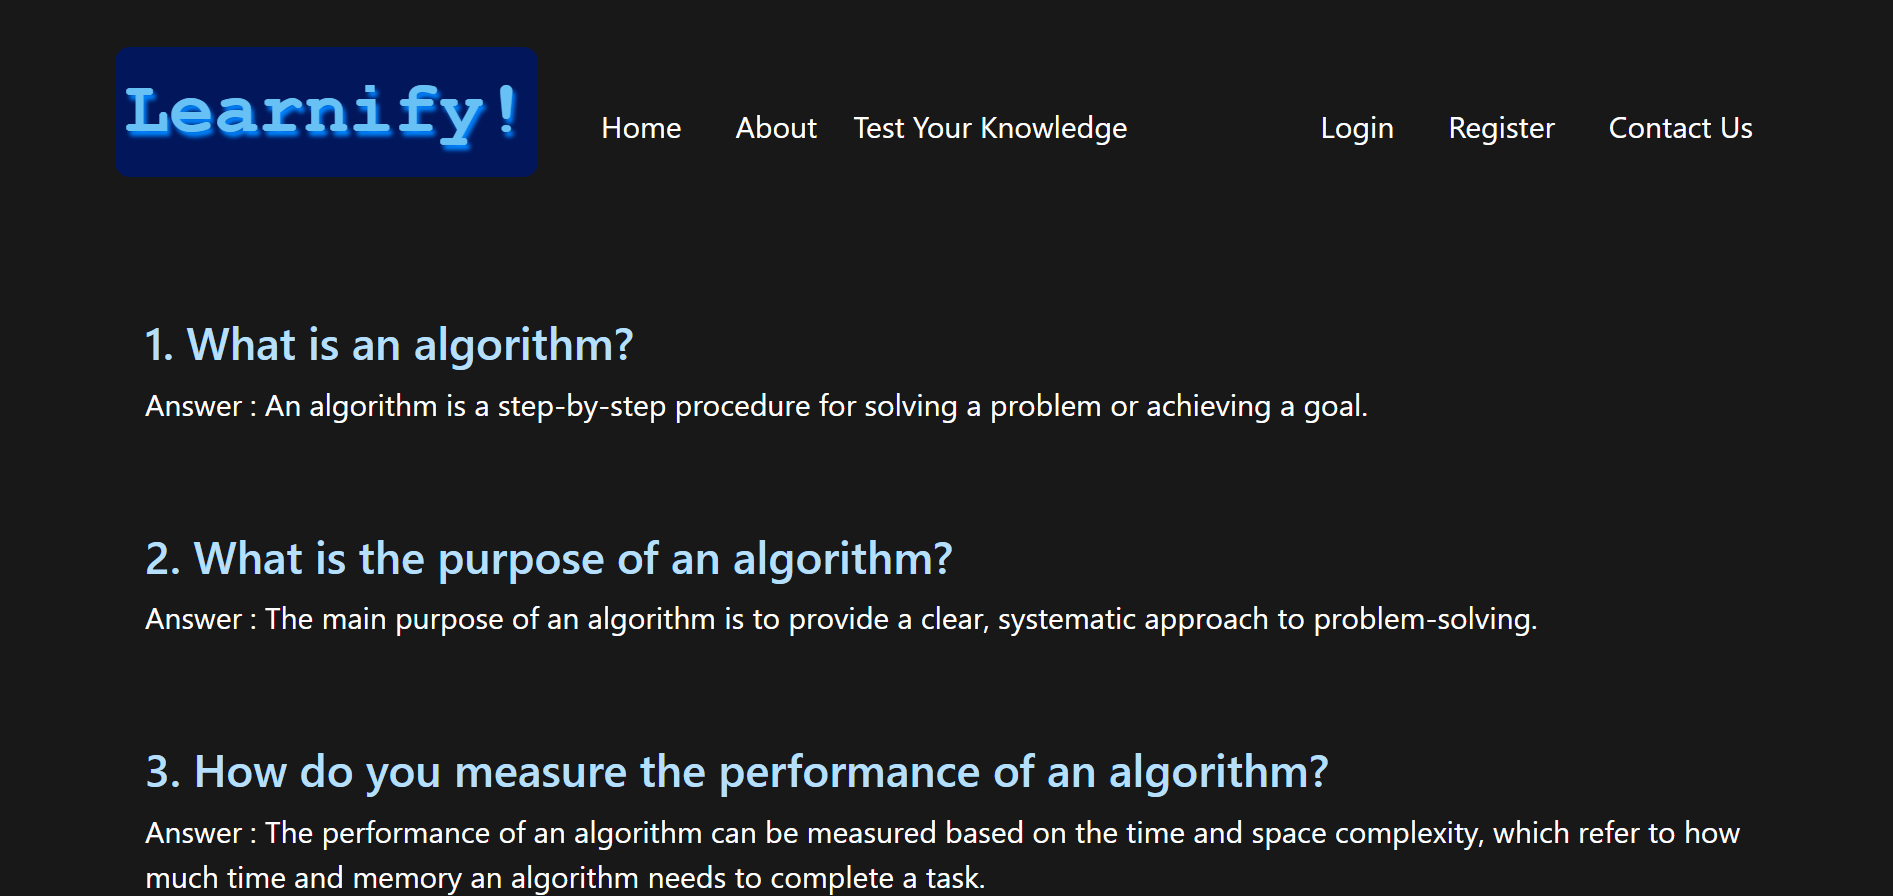 Learnify!
Home About Test Your Knowledge Login Register Contact Us
1. What is an algorithm?
Answer : An algorithm is a step-by-step procedure for solving a problem or achieving a goal.
2. What is the purpose of an algorithm?
Answer : The main purpose of an algorithm is to provide a clear, systematic approach to problem-solving.
3. How do you measure the performance of an algorithm?
Answer : The performance of an algorithm can be measured based on the time and space complexity, which refer to how
much time and memory an algorithm needs to complete a task.